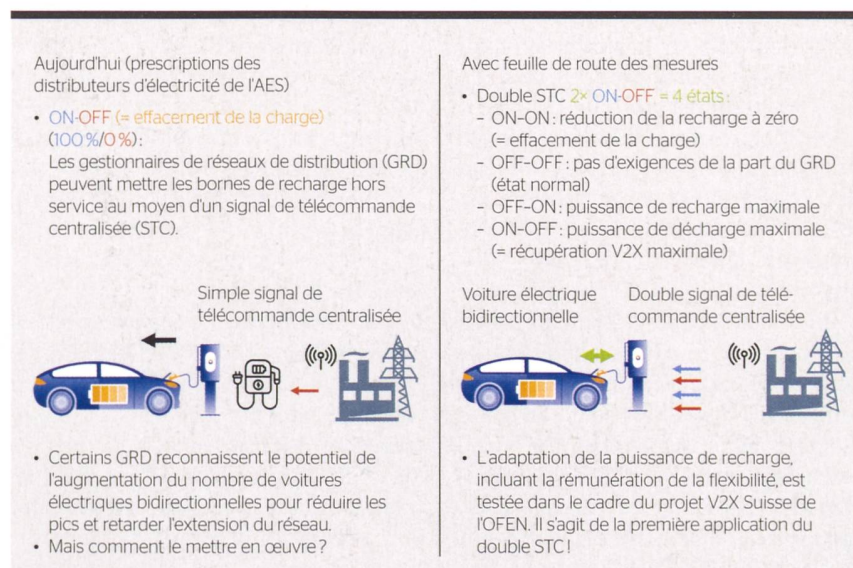 Aujourd'hui (prescriptions des
distributeurs d'électricité de l'AES)
• ON-OFF (= effacement de la charge)
(100%/0%):
Les gestionnaires de réseaux de distribution (GRD)
peuvent mettre les bornes de recharge hors
service au moyen d'un signal de télécommande
centralisée (STC).
Simple signal de
télécommande centralisée
• Certains GRD reconnaissent le potentiel de
l'augmentation du nombre de voitures
électriques bidirectionnelles pour réduire les
pics et retarder l'extension du réseau.
• Mais comment le mettre en œuvre?
Avec feuille de route des mesures
• Double STC 2× ON-OFF = 4 états:
– ON–ON: réduction de la recharge à zéro
(= effacement de la charge)
– OFF–OFF: pas d'exigences de la part du GRD
(état normal)
– OFF–ON: puissance de recharge maximale
– ON–OFF: puissance de décharge maximale
(= récupération V2X maximale)
Voiture électrique
bidirectionnelle
Double signal de télé-
commande centralisée
• L'adaptation de la puissance de recharge,
incluant la rémunération de la flexibilité, est
testée dans le cadre du projet V2X Suisse de
l'OFEN. Il s'agit de la première application du
double STC!